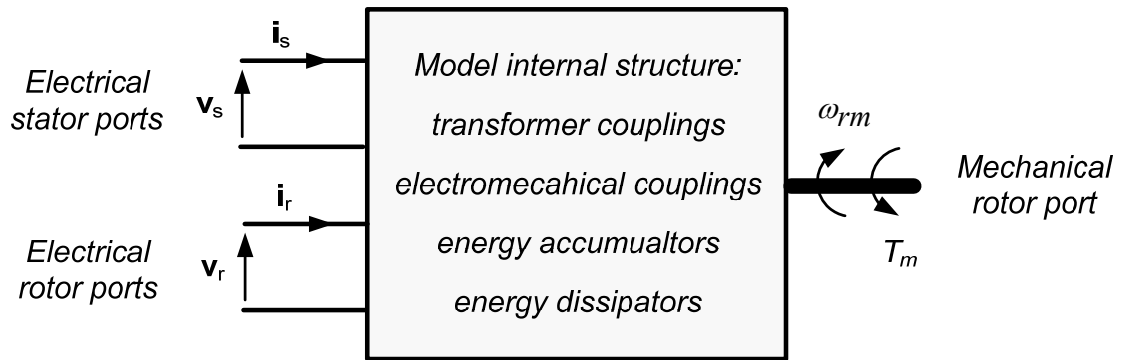 Electrical
stator ports
i_s
v_s
Electrical
rotor ports
i_r
v_r
Model internal structure:
transformer couplings
electromecahical couplings
energy accumualtors
energy dissipators
ω_rm
T_m
Mechanical
rotor port